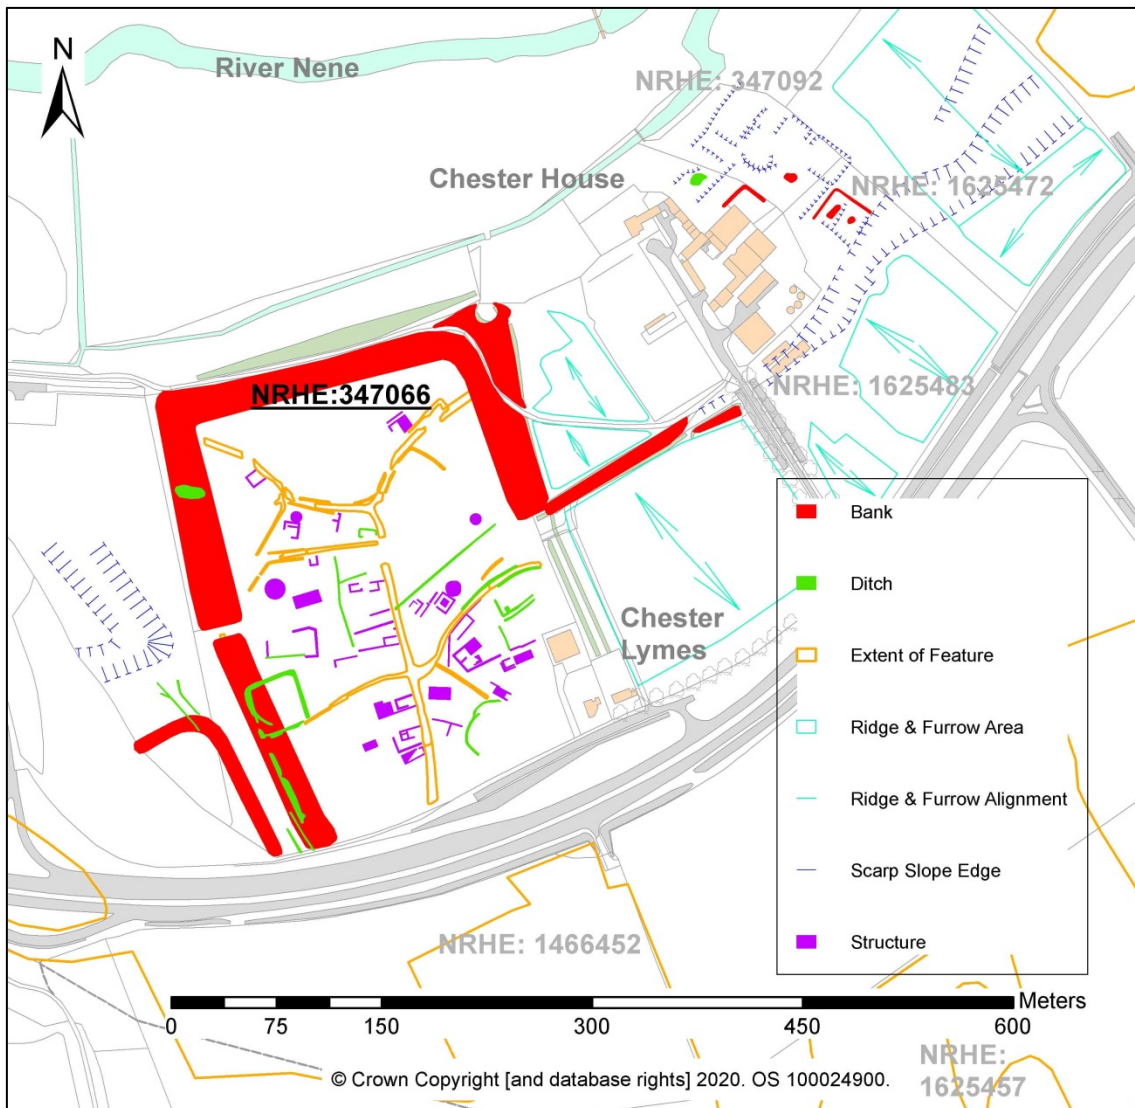 N
River Nene
NRHE: 347092
Chester House
NRHE: 1625472
NRHE: 1625483
NRHE:347066
Bank
Ditch
Chester
Lymes
Extent of Feature
Ridge & Furrow Area
Ridge & Furrow Alignment
Scarp Slope Edge
Structure
NRHE: 1466452
Meters
0 75 150 300 450 600
NRHE:
1625457
© Crown Copyright [and database rights] 2020. OS 100024900.